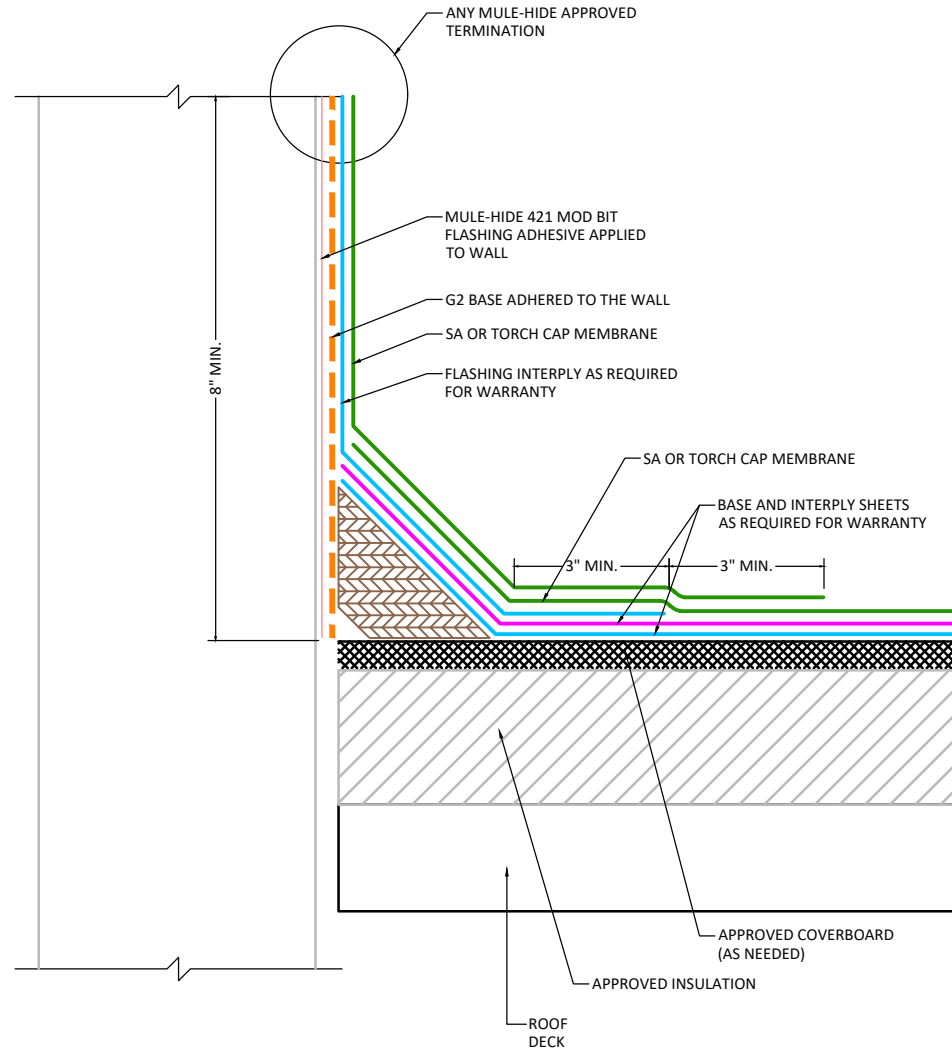 ANY MULE-HIDE APPROVED
TERMINATION
MULE-HIDE 421 MOD BIT
FLASHING ADHESIVE APPLIED
TO WALL
G2 BASE ADHERED TO THE WALL
SA OR TORCH CAP MEMBRANE
8" MIN.
FLASHING INTERPLY AS REQUIRED
FOR WARRANTY
SA OR TORCH CAP MEMBRANE
BASE AND INTERPLY SHEETS
AS REQUIRED FOR WARRANTY
3" MIN.
3" MIN.
APPROVED COVERBOARD
(AS NEEDED)
APPROVED INSULATION
ROOF
DECK